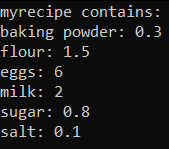 myrecipe contains:
baking powder: 0.3
flour: 1.5
eggs: 6
milk: 2
sugar: 0.8
salt: 0.1